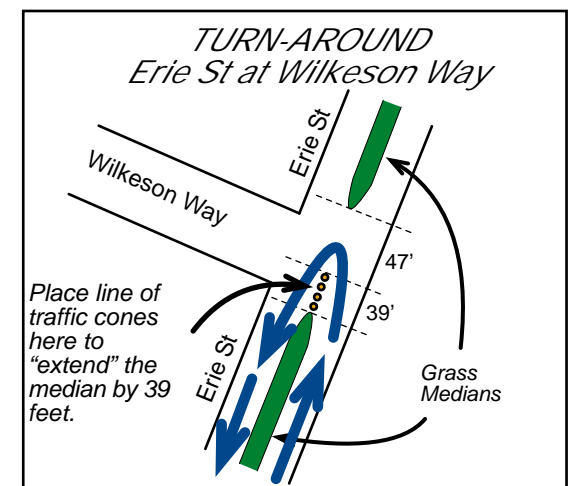 TURN-AROUND
Erie St at Wilkeson Way
Erie St
Wilkeson Way
47’
39’
Place line of
traffic cones
here to
“extend” the
median by 39
feet.
Erie St
Grass
Medians